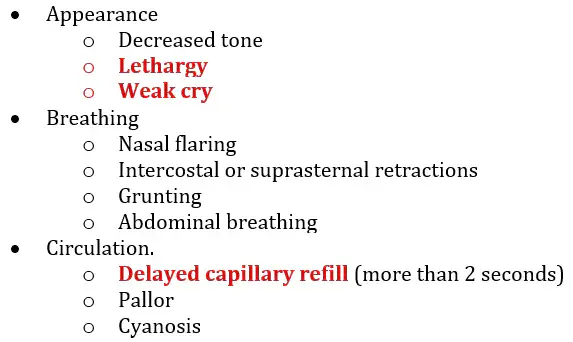 • Appearance
o Decreased tone
o Lethargy
o Weak cry
• Breathing
o Nasal flaring
o Intercostal or suprasternal retractions
o Grunting
o Abdominal breathing
• Circulation.
o Delayed capillary refill (more than 2 seconds)
o Pallor
o Cyanosis